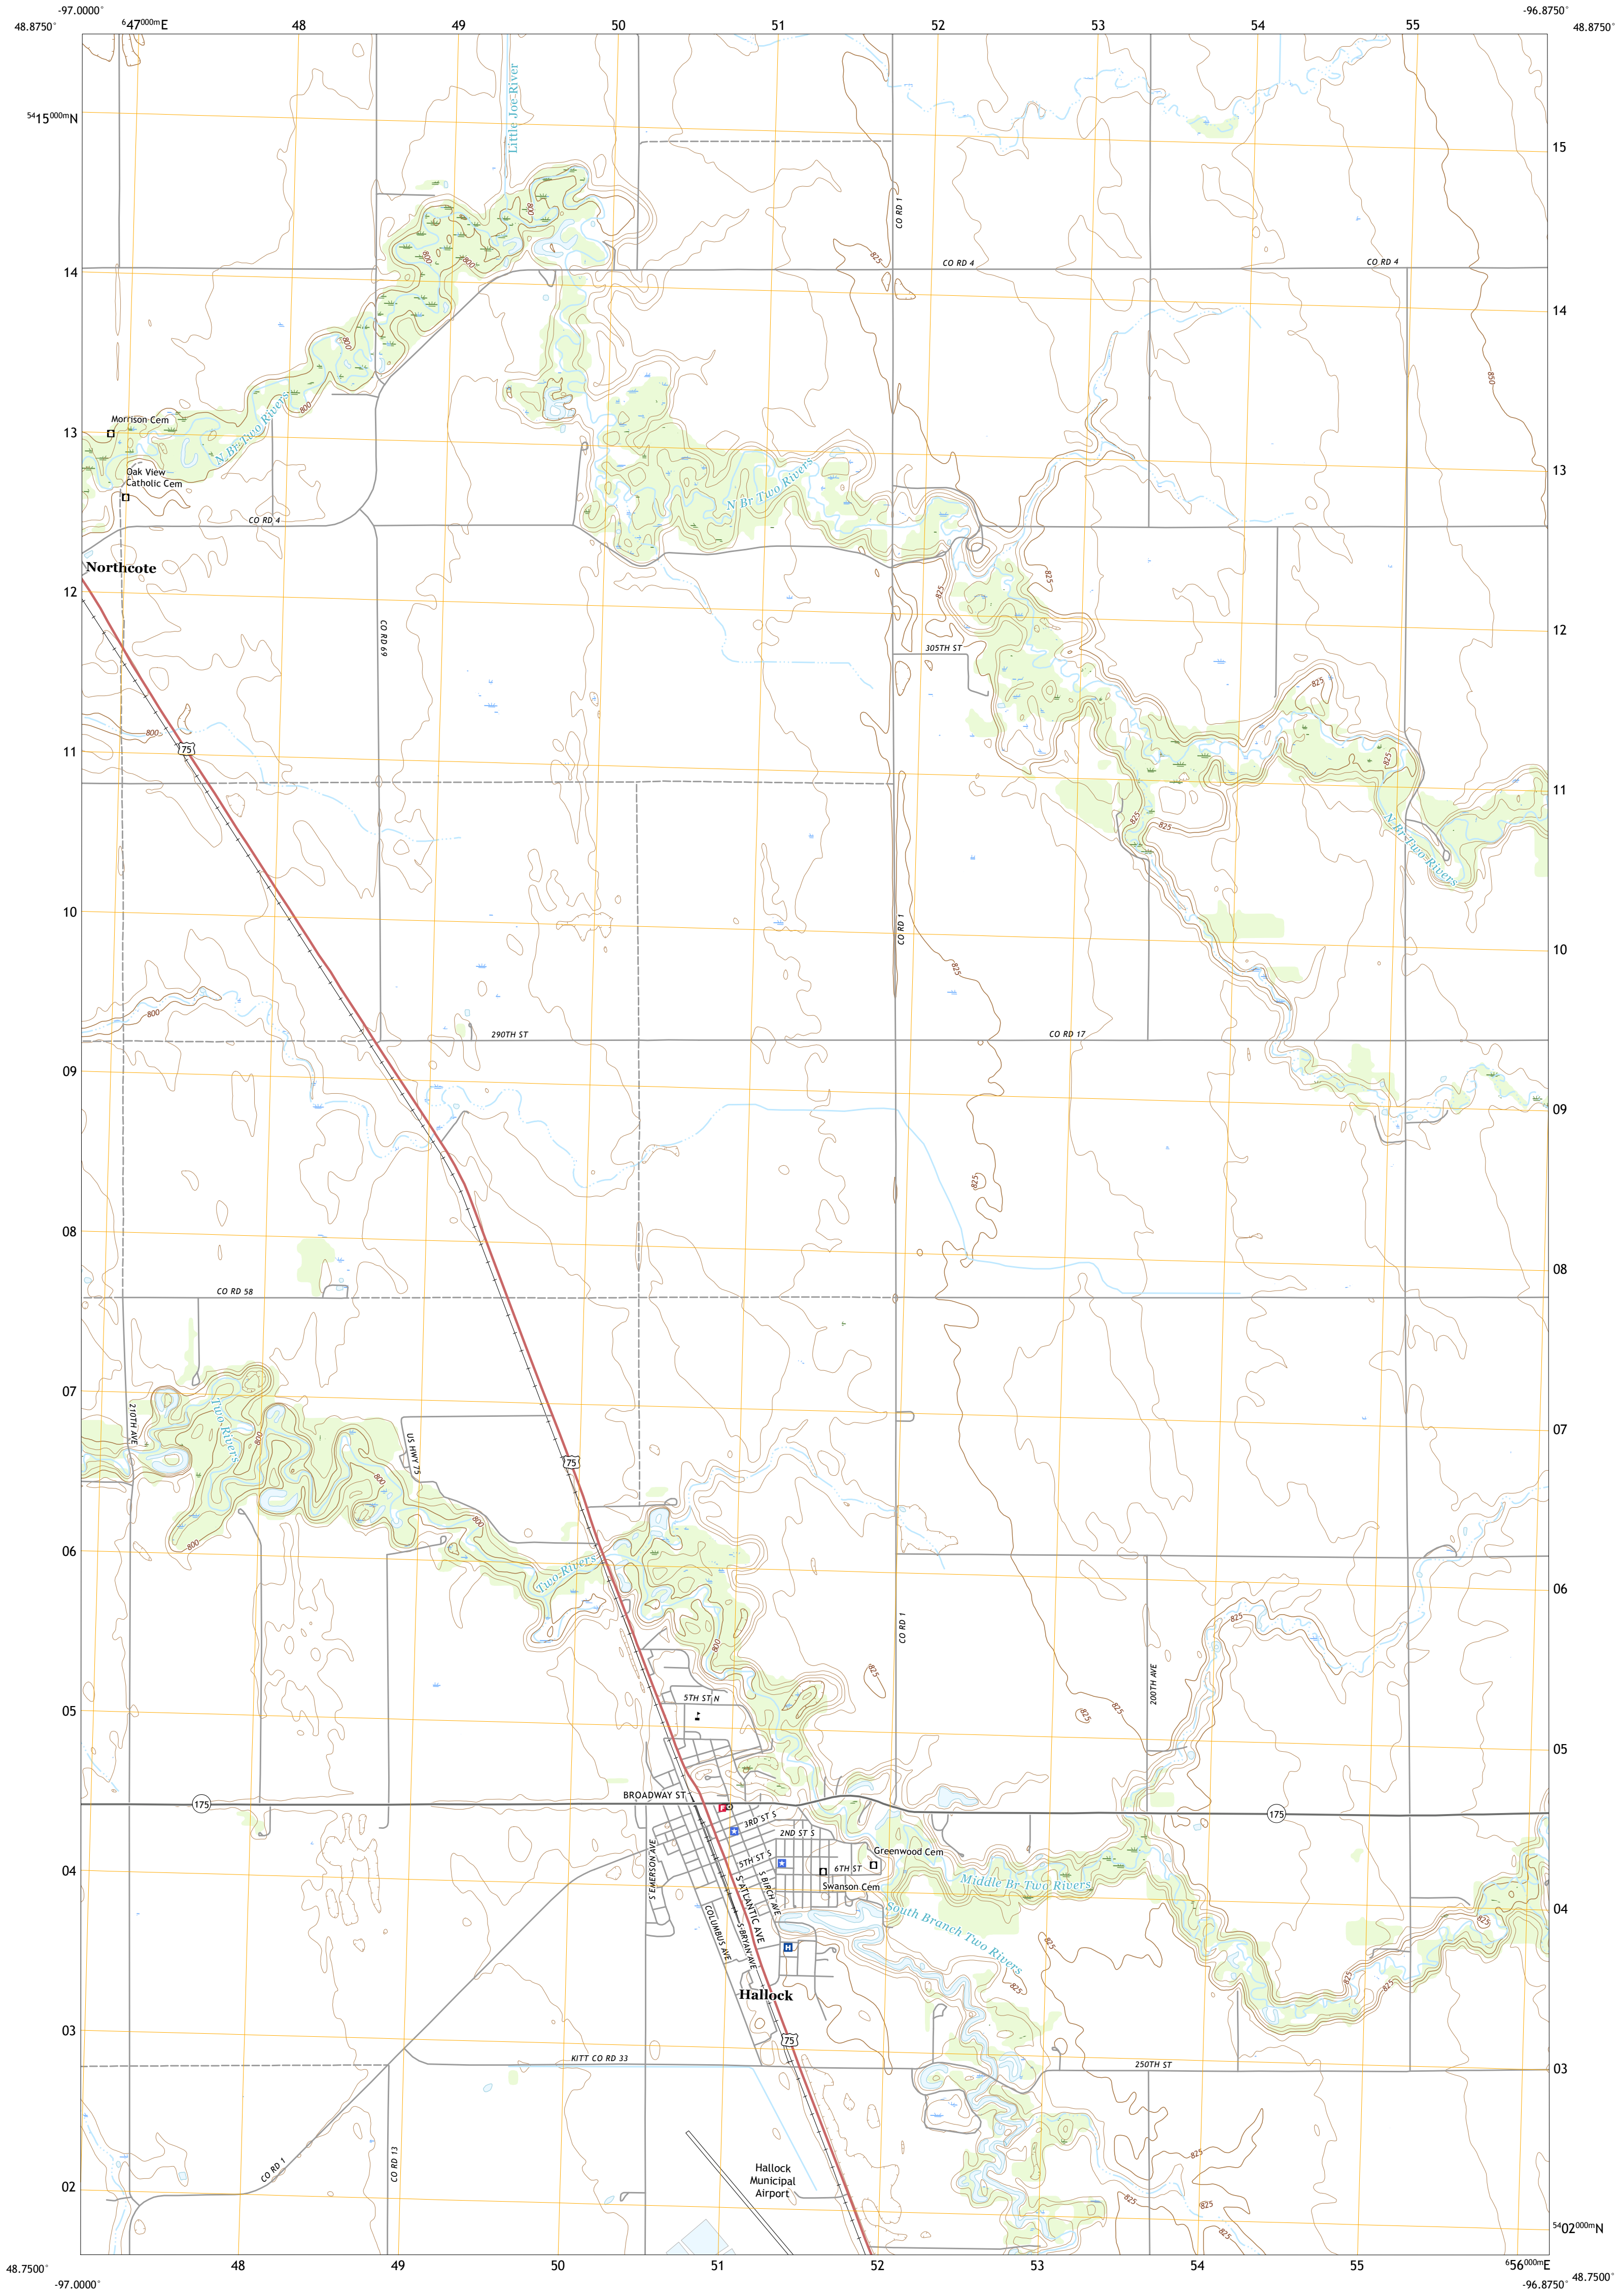 -97.0000°
-96.8750°
48.8750°
⁶47⁰⁰⁰ᵐE
48
49
50
51
52
53
54
55
48.8750°
Little Joe River
⁵⁴15⁰⁰⁰ᵐN
15
800
CO RD 1
800
800
825
CO RD 4
CO RD 4
14
14
800
850
800
Morrison Cem
13
N Br Two Rivers
Oak View
Catholic Cem
N Br Two Rivers
13
CO RD 4
Northcote
825
825
12
CO RD 69
12
305TH ST
825
800
75
11
825
11
825
825
N Br Two Rivers
10
CO RD 1
10
825
800
290TH ST
CO RD 17
09
09
825
08
08
CO RD 58
07
210TH AVE
Two Rivers
800
US HWY 75
07
75
800
800
800
06
Two Rivers
06
825
800
CO RD 1
825
200TH AVE
5TH ST N
825
825
05
05
175
BROADWAY ST
F
3RD ST S
175
2ND ST S
Greenwood Cem
5TH ST S
6TH ST
04
S EMERSON AVE
S BIRCH AVE
Swanson Cem
Middle Br Two Rivers
S ATLANTIC AVE
04
COLUMBUS AVE
S BRYAN AVE
South Branch Two Rivers
825
825
H
825
825
825
Hallock
03
75
KITT CO RD 33
250TH ST
03
CO RD 1
CO RD 13
825
Hallock
Municipal
Airport
02
825
825
825
⁵⁴02⁰⁰⁰ᵐN
48.7500°
48
49
50
51
52
53
54
55
⁶56⁰⁰⁰ᵐE
48.7500°
-97.0000°
-96.8750°